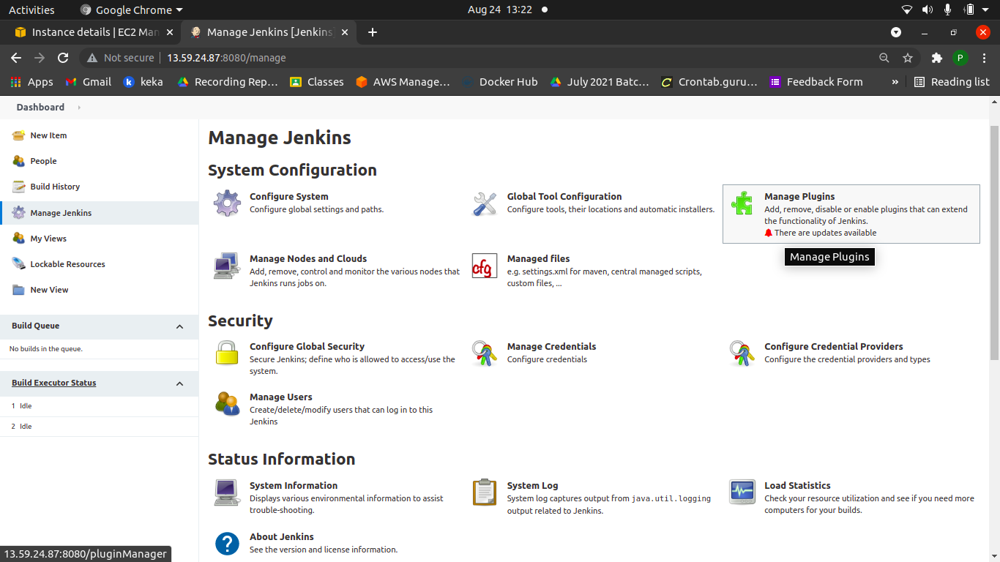 Activities
Google Chrome
Aug 24 13:22
Instance details | EC2 Man
Manage Jenkins [Jenkins]
Not secure
13.59.24.87:8080/manage
P
Apps
Gmail
keka
Recording Rep...
Classes
AWS Manage...
Docker Hub
July 2021 Batc...
Crontab.guru...
Feedback Form
»
Reading list
Dashboard
New Item
People
Build History
Manage Jenkins
My Views
Lockable Resources
New View
Build Queue
No builds in the queue.
Build Executor Status
1 Idle
2 Idle
Manage Jenkins
System Configuration
Configure System
Configure global settings and paths.
Global Tool Configuration
Configure tools, their locations and automatic installers.
Manage Plugins
Add, remove, disable or enable plugins that can extend
the functionality of Jenkins.
There are updates available
Manage Plugins
Manage Nodes and Clouds
Add, remove, control and monitor the various nodes that
Jenkins runs jobs on.
cfg
Managed files
e.g. settings.xml for maven, central managed scripts,
custom files, ...
Security
Configure Global Security
Secure Jenkins; define who is allowed to access/use the
system.
Manage Credentials
Configure credentials
Configure Credential Providers
Configure the credential providers and types
Manage Users
Create/delete/modify users that can log in to this
Jenkins
Status Information
System Information
Displays various environmental information to assist
trouble-shooting.
System Log
System log captures output from java.util.logging
output related to Jenkins.
Load Statistics
Check your resource utilization and see if you need more
computers for your builds.
?
About Jenkins
See the version and license information.
13.59.24.87:8080/pluginManager